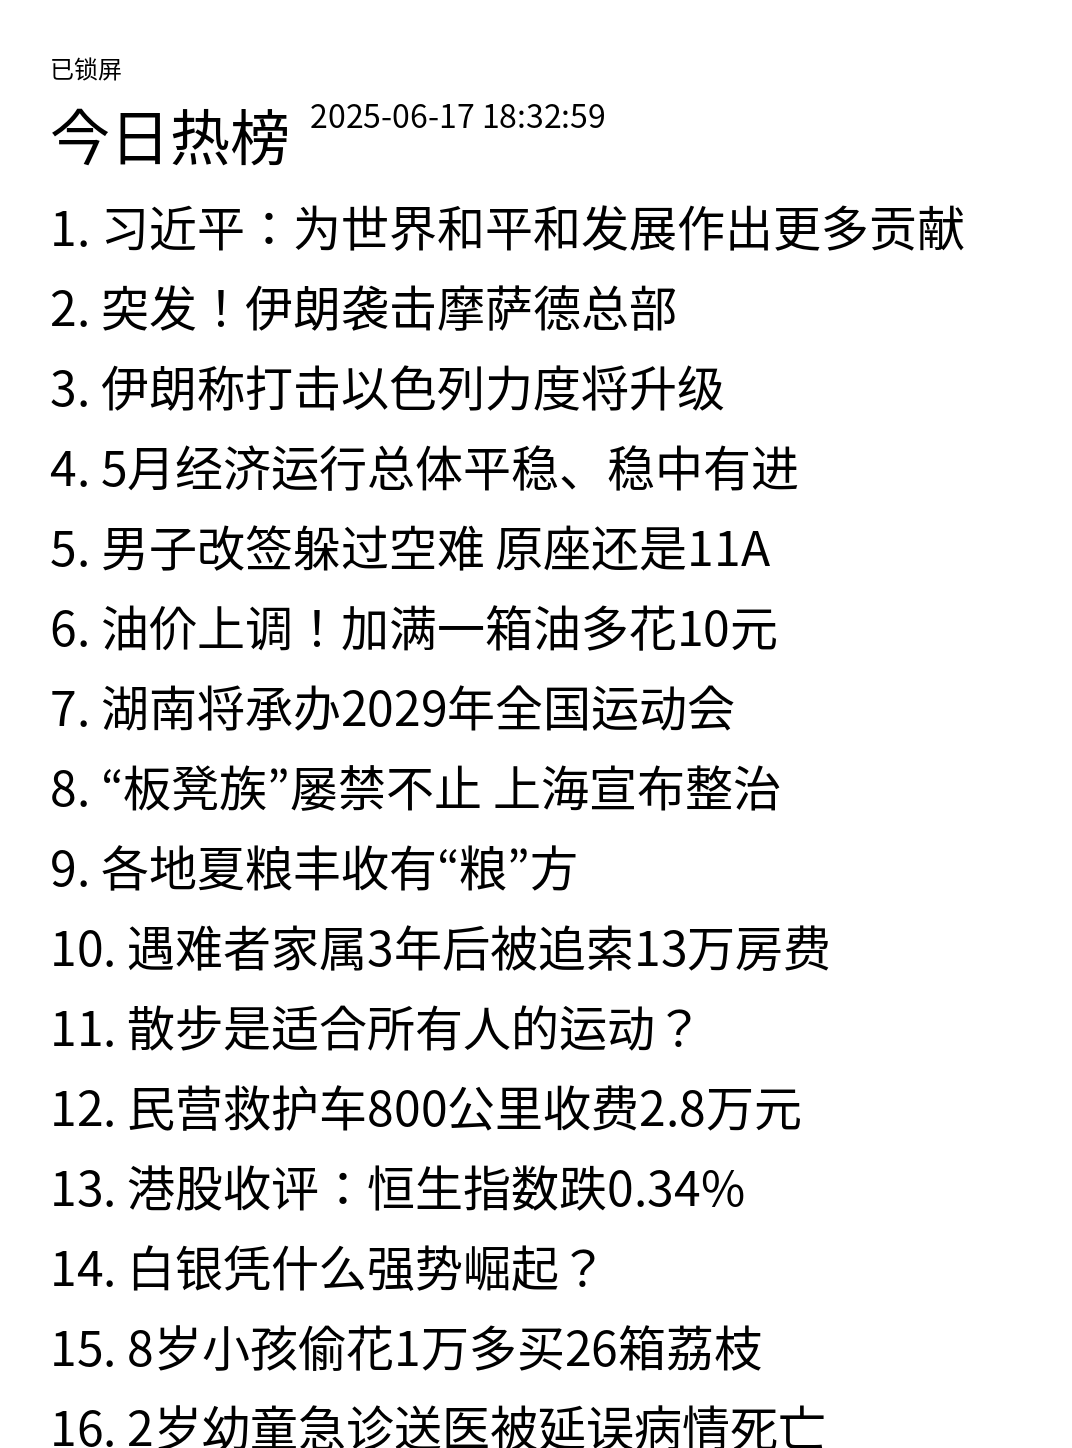 已锁屏
今日热榜 2025-06-17 18:32:59
1. 习近平：为世界和平和发展作出更多贡献
2. 突发！伊朗袭击摩萨德总部
3. 伊朗称打击以色列力度将升级
4. 5月经济运行总体平稳、稳中有进
5. 男子改签躲过空难 原座还是11A
6. 油价上调！加满一箱油多花10元
7. 湖南将承办2029年全国运动会
8. “板凳族”屡禁不止 上海宣布整治
9. 各地夏粮丰收有“粮”方
10. 遇难者家属3年后被追索13万房费
11. 散步是适合所有人的运动？
12. 民营救护车800公里收费2.8万元
13. 港股收评：恒生指数跌0.34%
14. 白银凭什么强势崛起？
15. 8岁小孩偷花1万多买26箱荔枝
16. 2岁幼童急诊送医被延误病情死亡